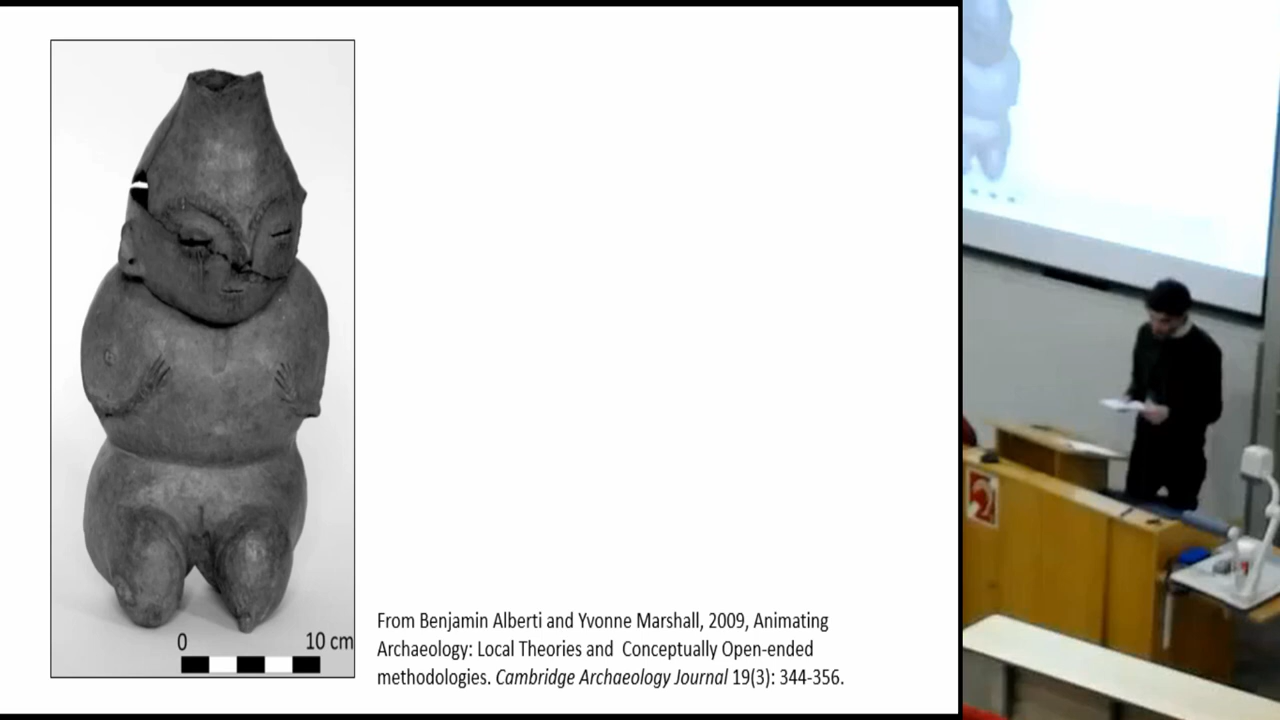 0 10 cm
From Benjamin Alberti and Yvonne Marshall, 2009, Animating
Archaeology: Local Theories and Conceptually Open-ended
methodologies. Cambridge Archaeology Journal 19(3): 344-356.